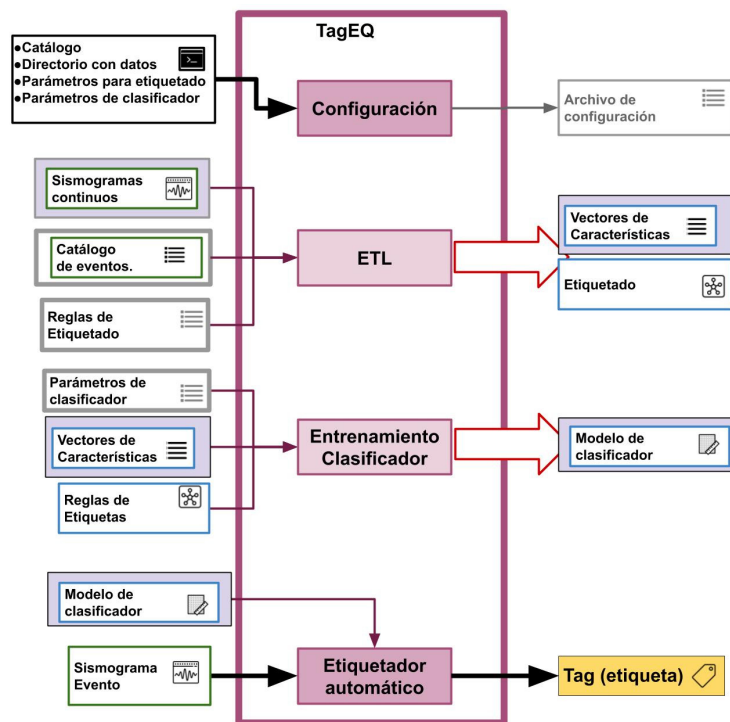 TagEQ
●Catálogo
●Directorio con datos
●Parámetros para etiquetado
●Parámetros de clasificador
Configuración
Archivo de
configuración
Sismogramas
continuos
Catálogo
de eventos.
Reglas de
Etiquetado
ETL
Vectores de
Características
Etiquetado
Parámetros de
clasificador
Vectores de
Características
Reglas de
Etiquetas
Entrenamiento
Clasificador
Modelo de
clasificador
Modelo de
clasificador
Sismograma
Evento
Etiquetador
automático
Tag (etiqueta)